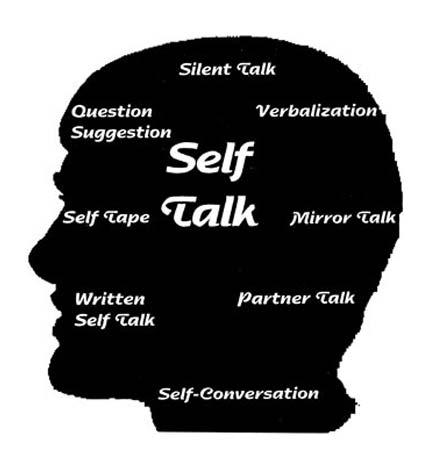 Silent Talk
Question
Suggestion
Verbalization
Self
Talk
Self Tape
Mirror Talk
Written
Self Talk
Partner Talk
Self-Conversation